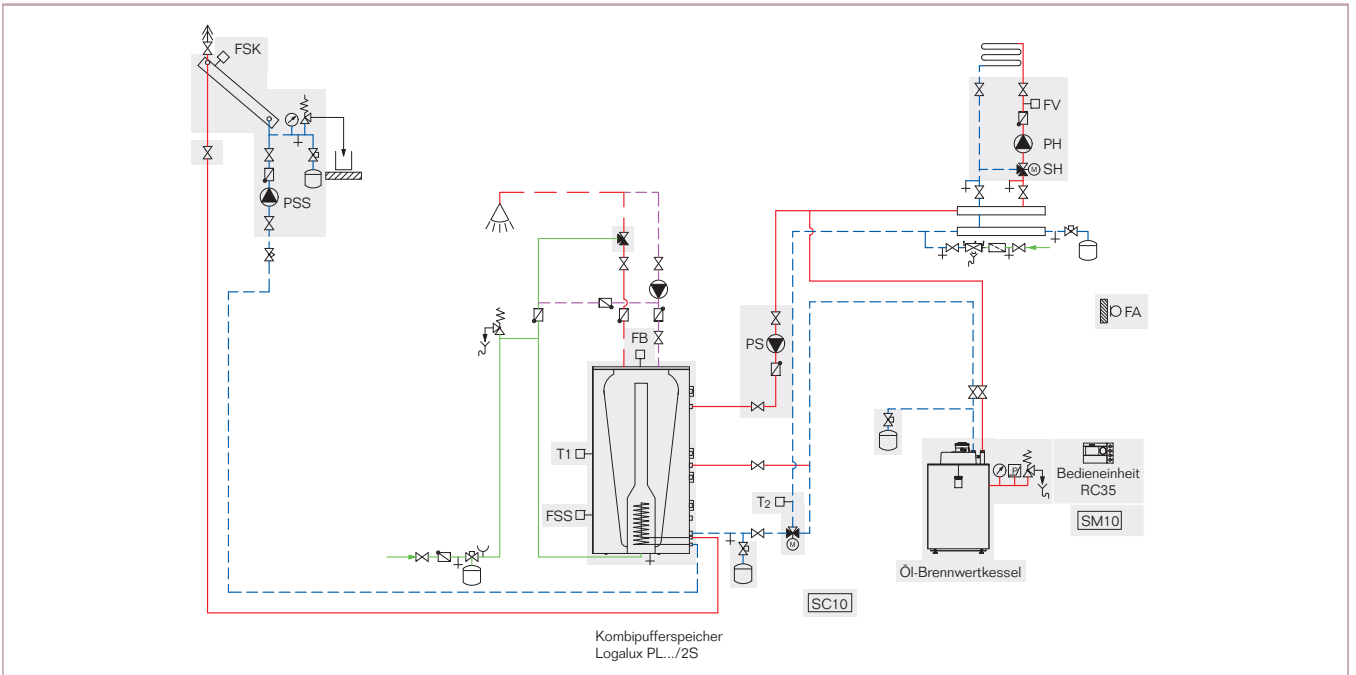 FSK
PSS
FV
PH
M
SH
FA
PS
FB
T1
FSS
T2
M
P
Bedieneinheit
RC35
SM10
Öl-Brennwertkessel
SC10
Kombipufferspeicher
Logalux PL.../2S